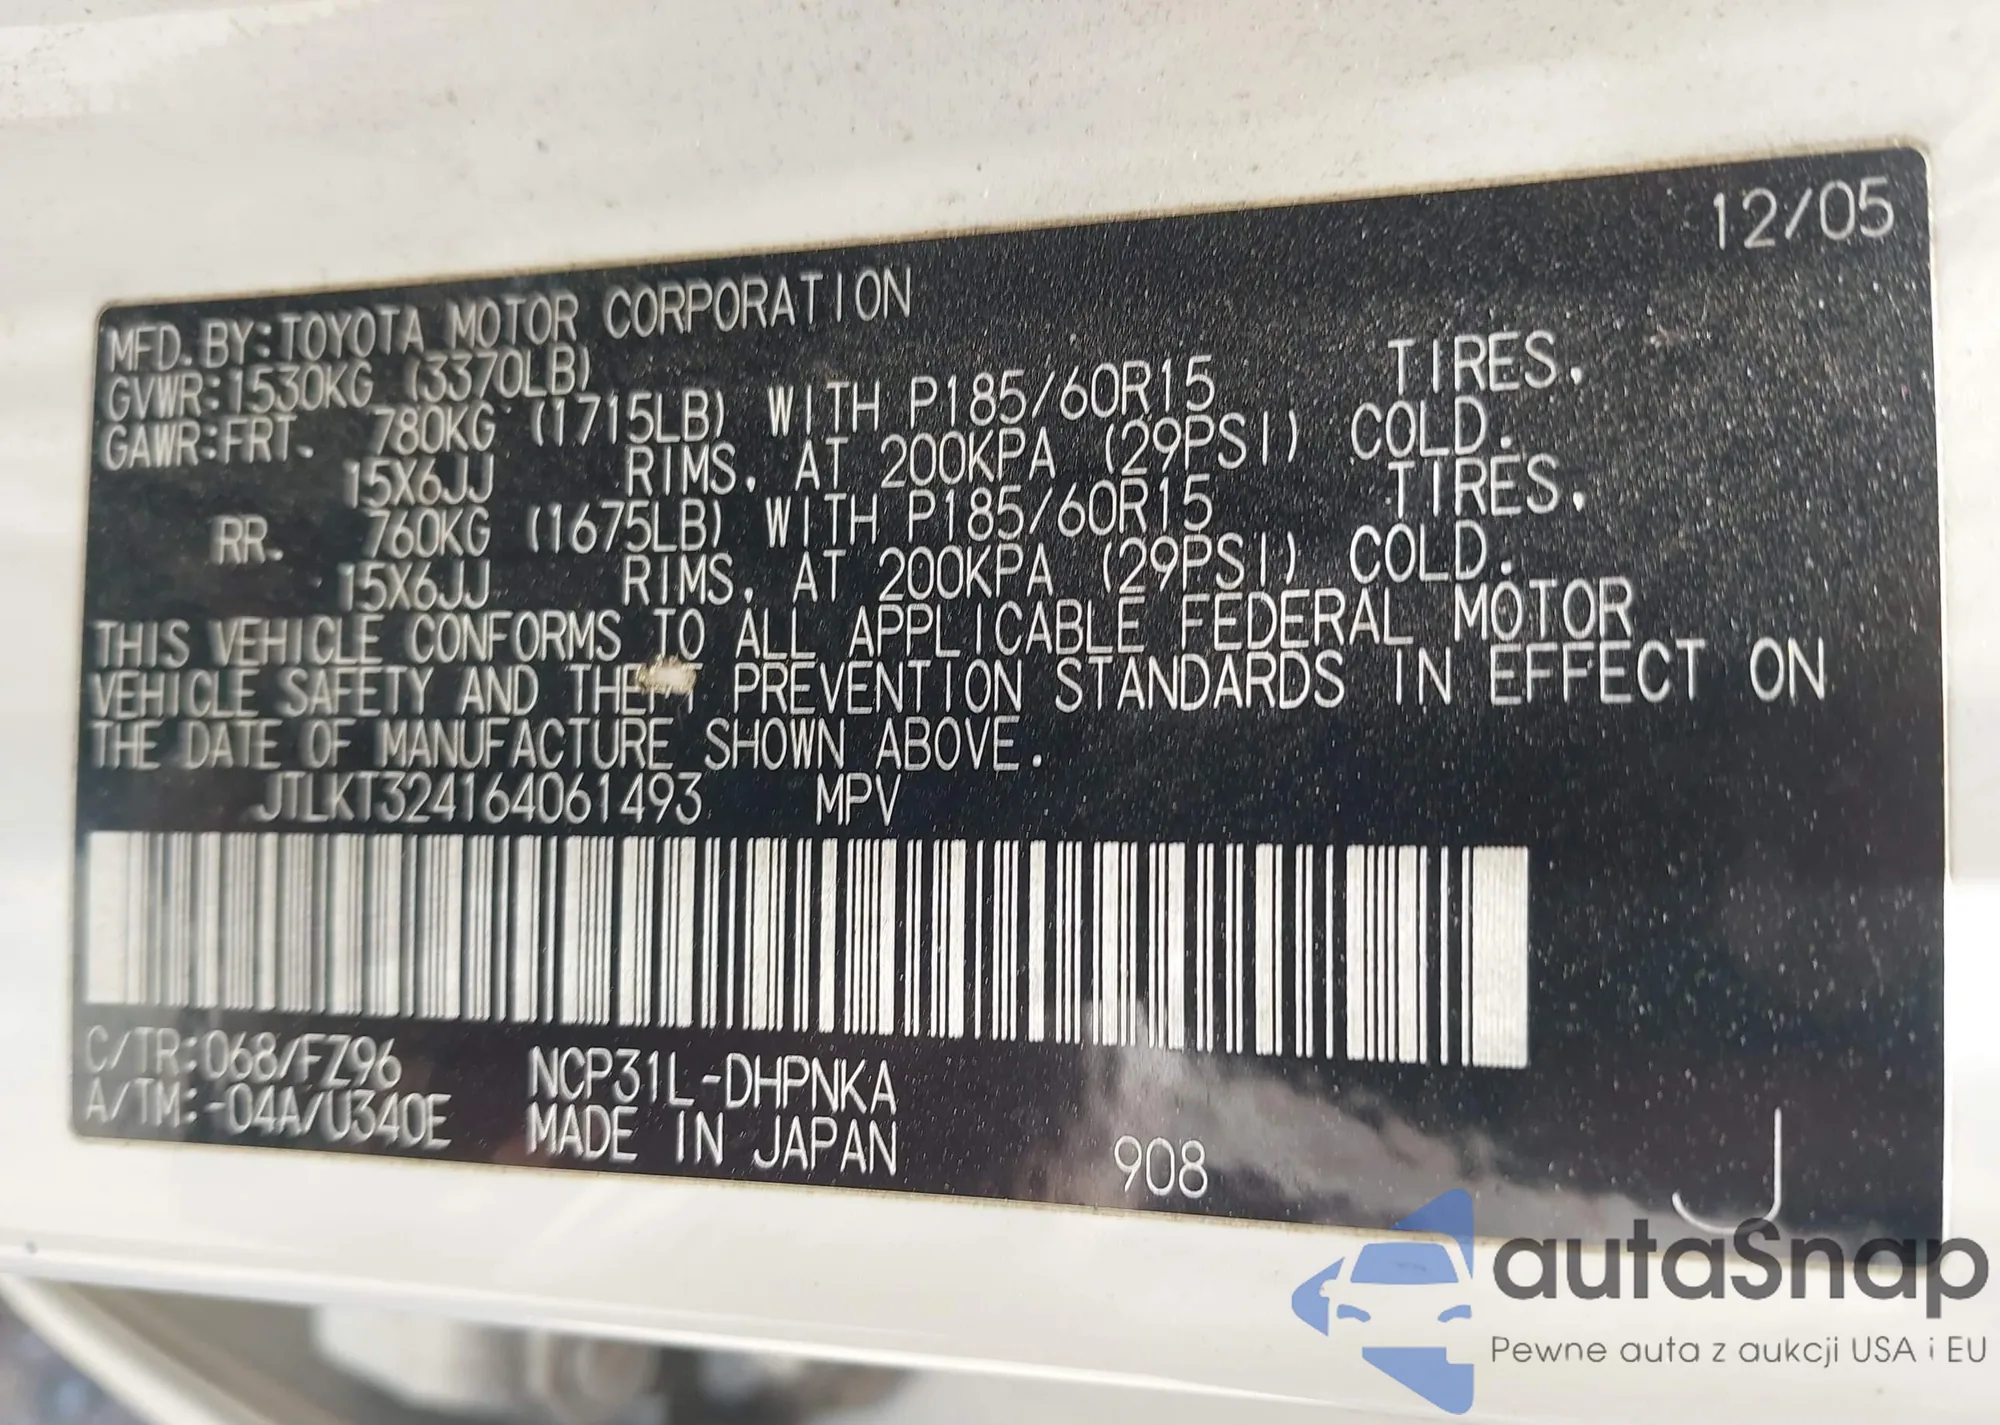 12/05
MFD. BY: TOYOTA MOTOR CORPORATION
GVWR: 1530KG (3370LB)
GAWR: FRT. 780KG (1715LB) WITH P185/60R15 TIRES,
15X6JJ RIMS, AT 200KPA (29PSI) COLD.
RR. 760KG (1675LB) WITH P185/60R15 TIRES,
15X6JJ RIMS, AT 200KPA (29PSI) COLD.
THIS VEHICLE CONFORMS TO ALL APPLICABLE FEDERAL MOTOR
VEHICLE SAFETY AND THEFT PREVENTION STANDARDS IN EFFECT ON
THE DATE OF MANUFACTURE SHOWN ABOVE.
JTLKT324164061493 MPV
C/TR: 068/FZ96 NCP31L-DHPNKA
A/TM: -04A/U340E MADE IN JAPAN 908
J
autaSnap
Pewne auta z aukcji USA i EU